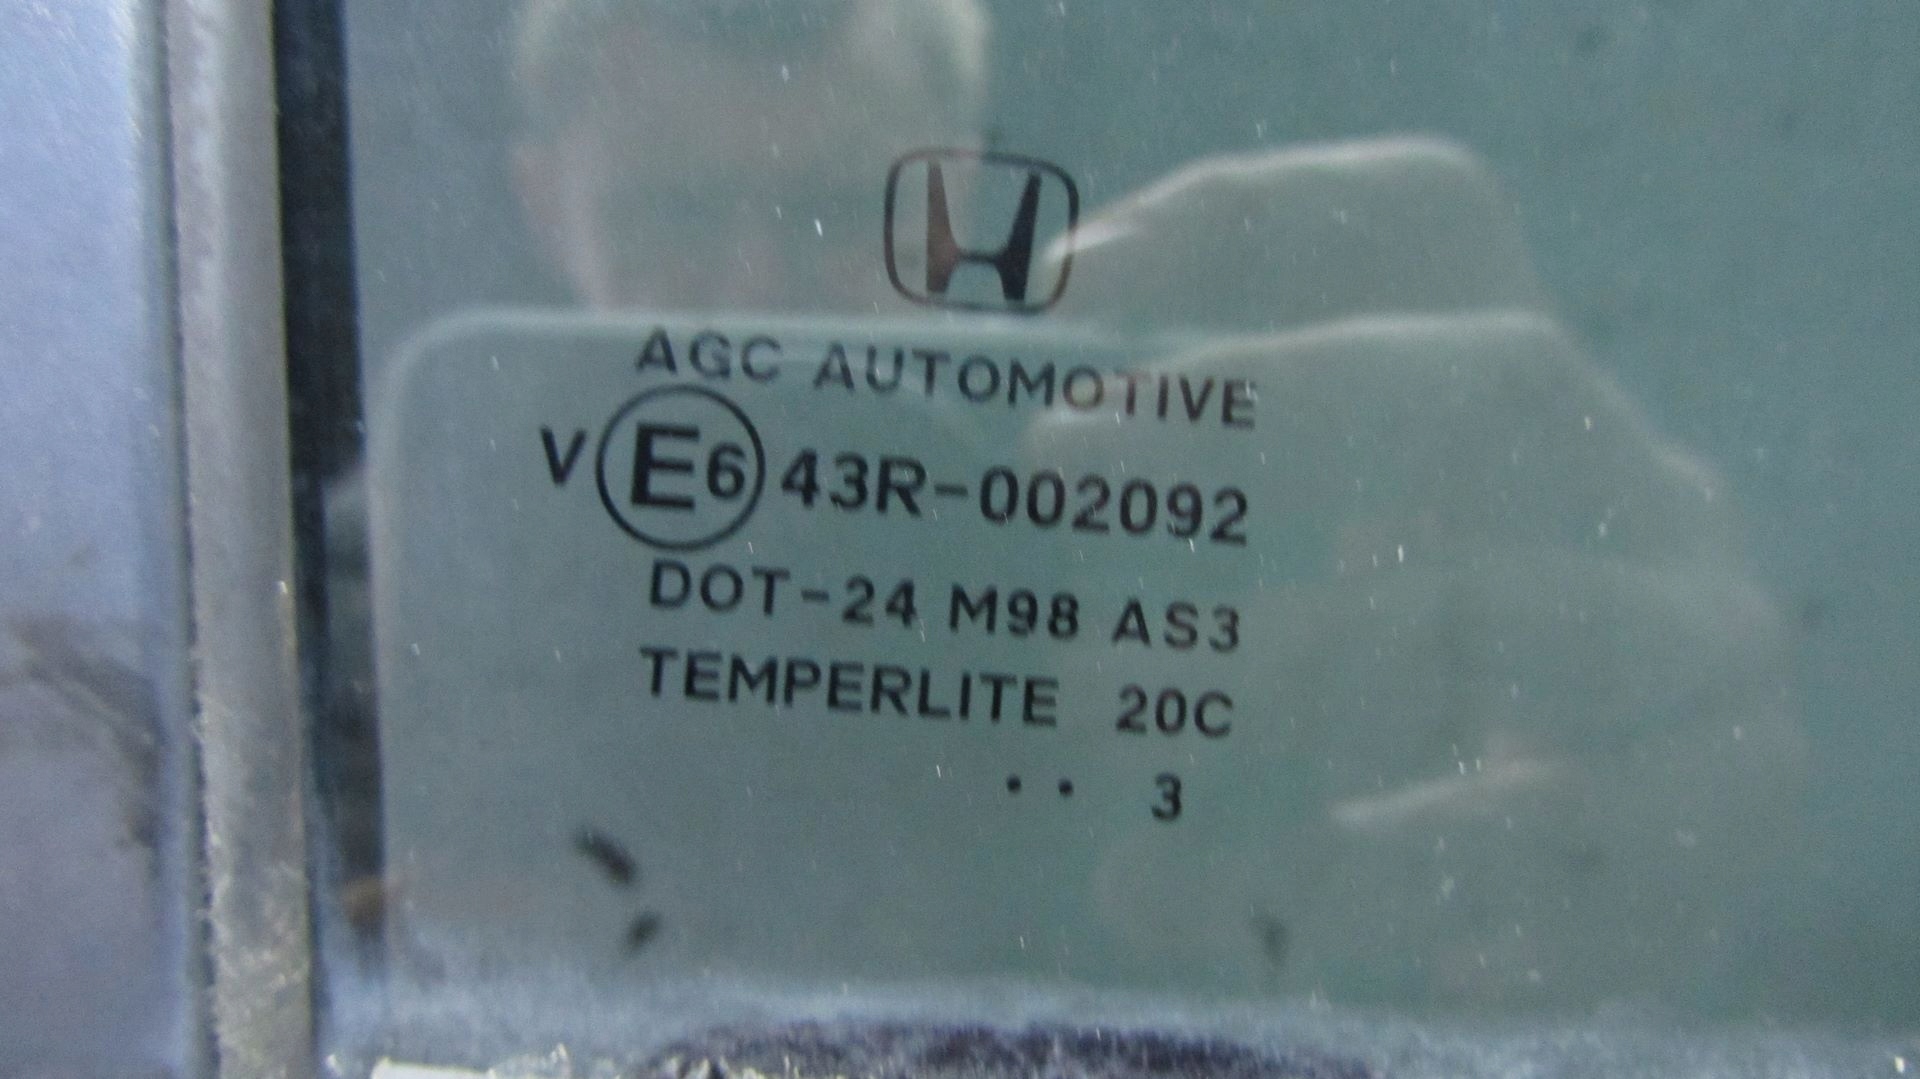 AGC AUTOMOTIVE
V E6 43R-002092
DOT-24 M98 AS3
TEMPERLITE 20C
•• 3